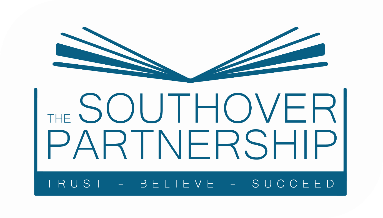 THE SOUTHOVER
PARTNERSHIP
TRUST - BELIEVE - SUCCEED